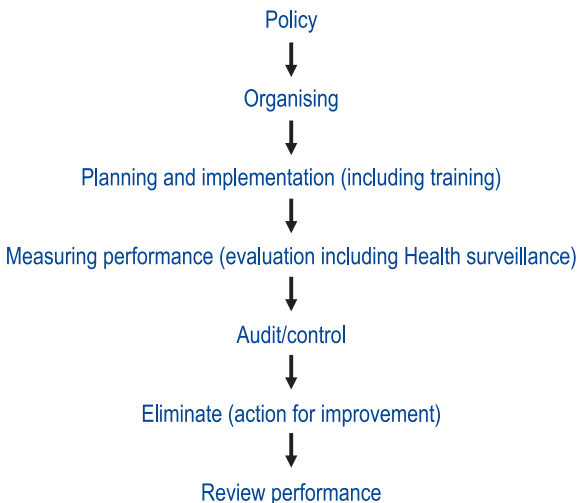 Policy
Organising
Planning and implementation (including training)
Measuring performance (evaluation including Health surveillance)
Audit/control
Eliminate (action for improvement)
Review performance